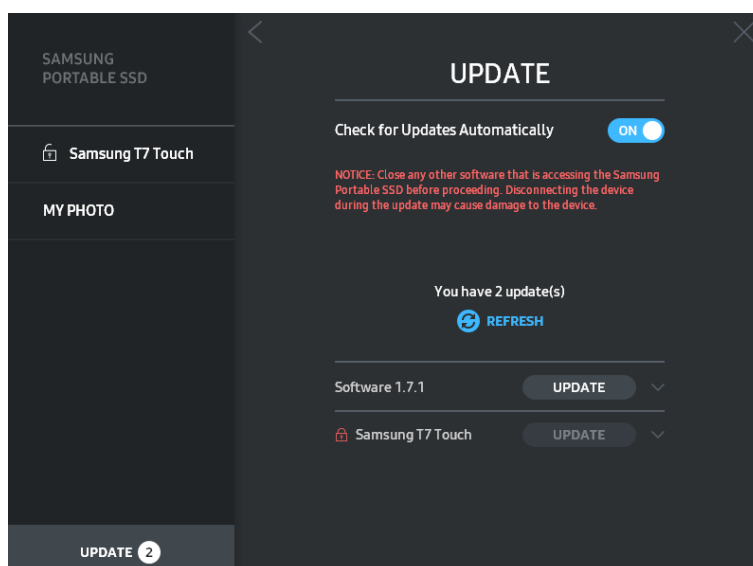 SAMSUNG
PORTABLE SSD
Samsung T7 Touch
MY PHOTO
UPDATE 2
UPDATE
Check for Updates Automatically ON
NOTICE: Close any other software that is accessing the Samsung
Portable SSD before proceeding. Disconnecting the device
during the update may cause damage to the device.
You have 2 update(s)
REFRESH
Software 1.7.1 UPDATE
Samsung T7 Touch UPDATE